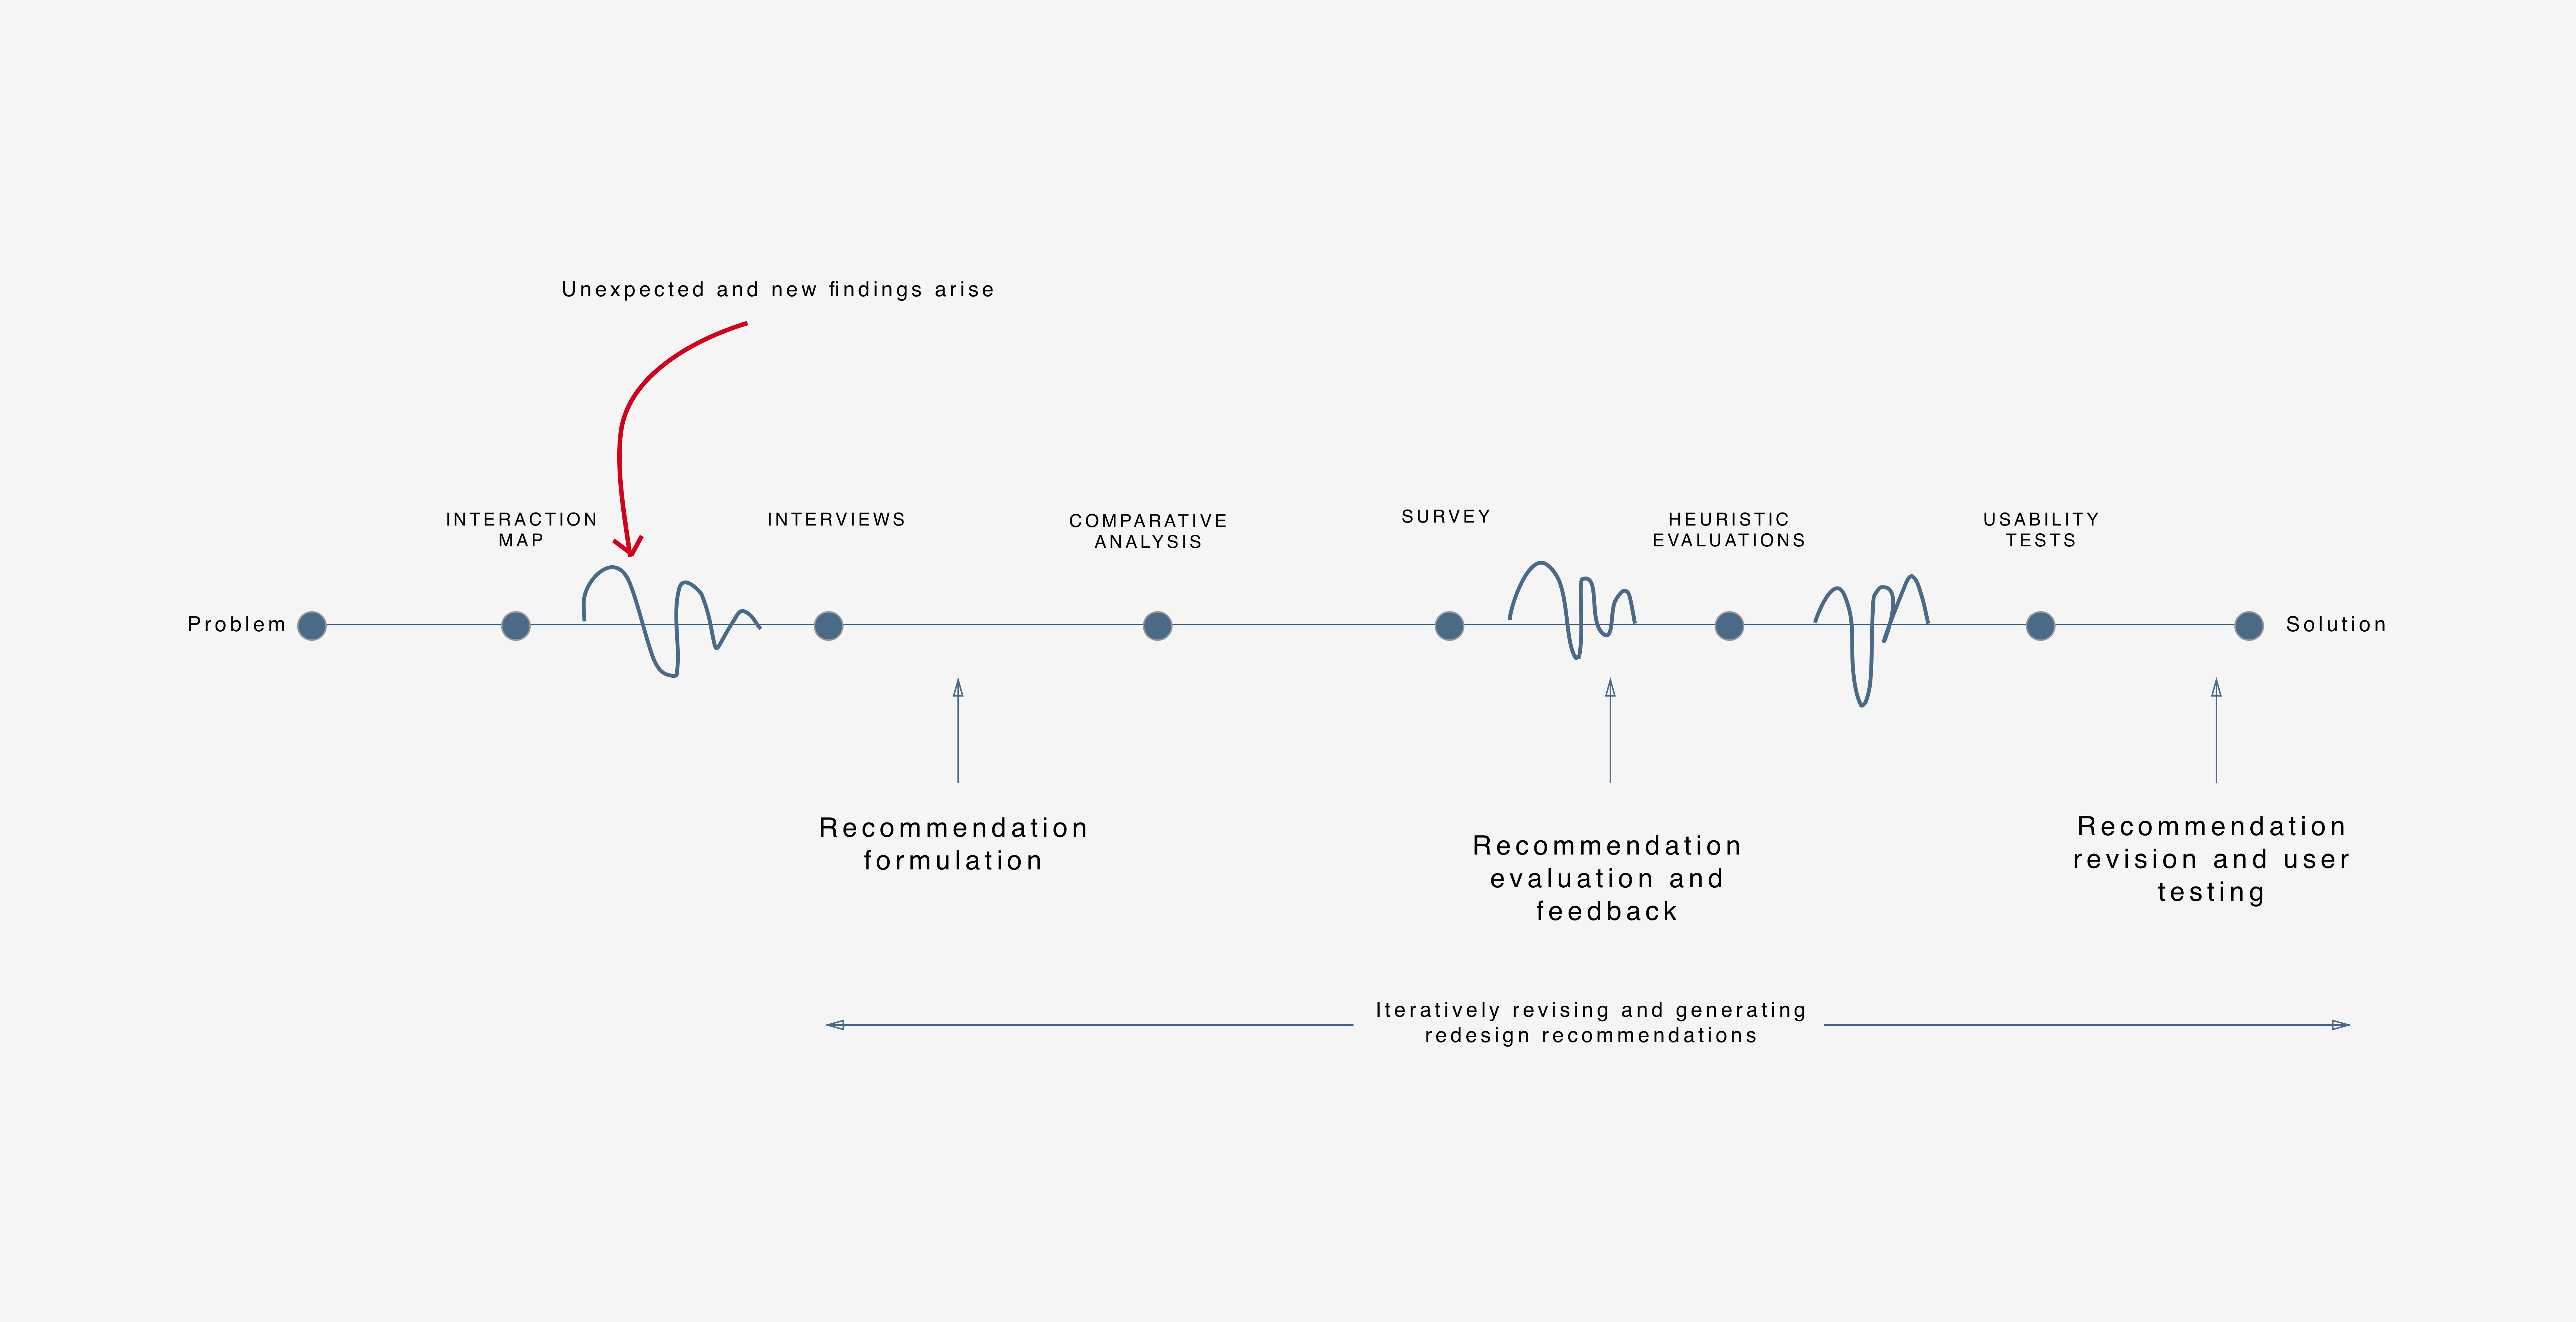 Unexpected and new findings arise
INTERACTION
MAP
INTERVIEWS
COMPARATIVE
ANALYSIS
SURVEY
HEURISTIC
EVALUATIONS
USABILITY
TESTS
Problem
Solution
Recommendation
formulation
Recommendation
evaluation and
feedback
Recommendation
revision and user
testing
Iteratively revising and generating
redesign recommendations